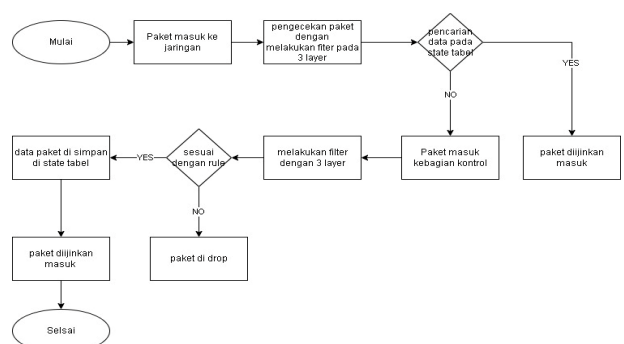 Mulai
Paket masuk ke
jaringan
pengecekan paket
dengan
melakukan fiter pada
3 layer
pencarian
data pada
state tabel
YES
NO
paket diijinkan
masuk
Paket masuk
kebagian kontrol
melakukan filter
dengan 3 layer
sesuai
dengan rule
YES
data paket di simpan
di state tabel
NO
paket di drop
paket diijinkan
masuk
Selsai